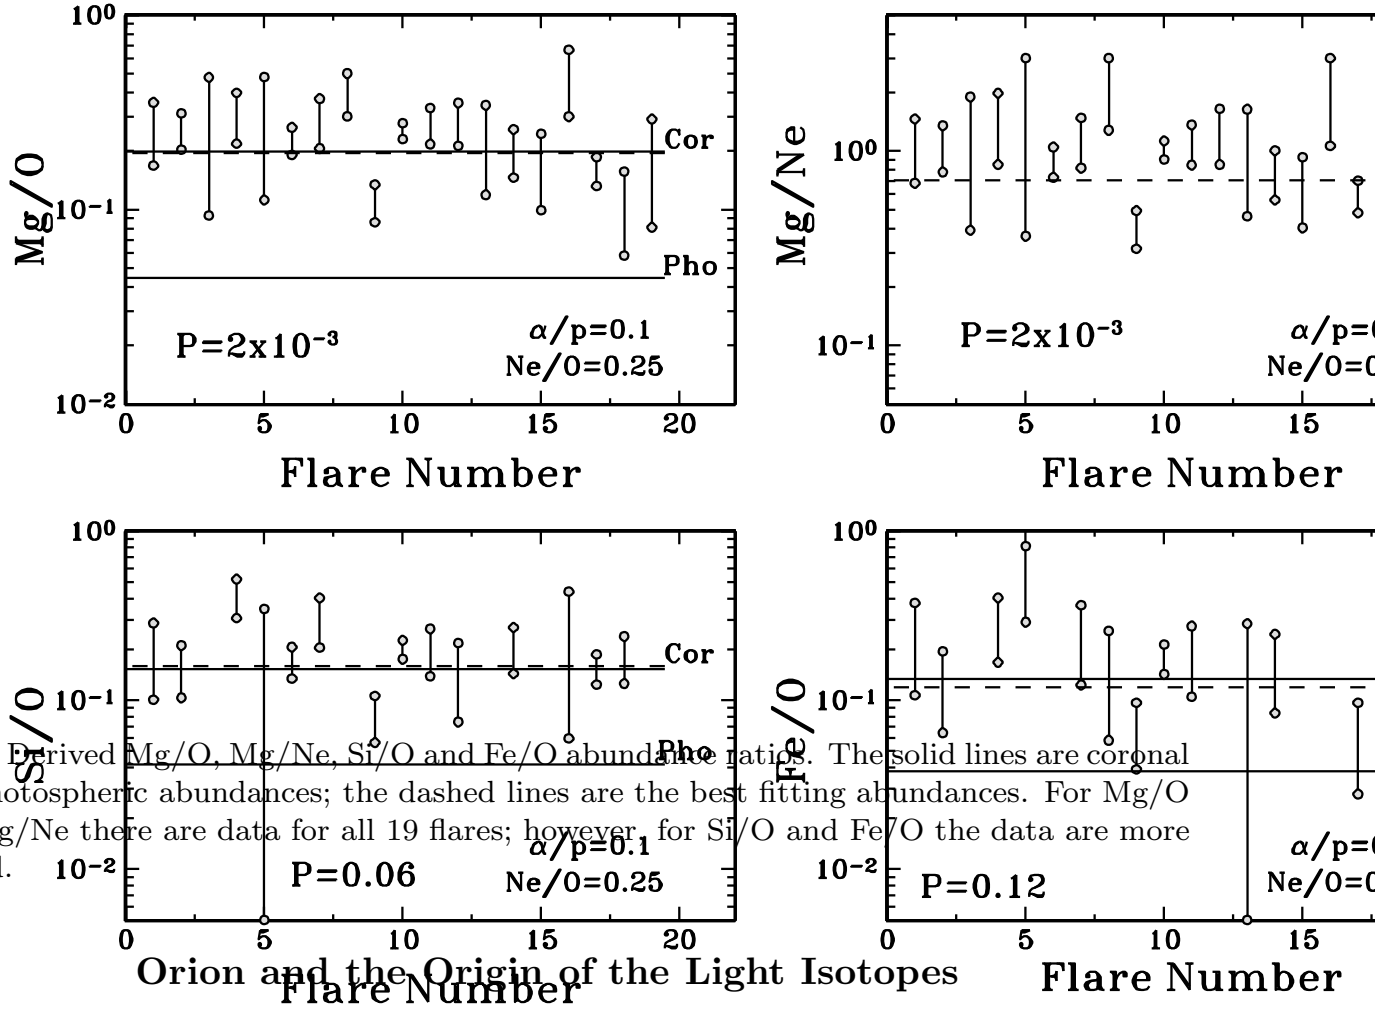 10⁰
10⁻¹
10⁻²
Mg/O
Cor
Pho
P=2x10⁻³
α/p=0.1
Ne/O=0.25
0 5 10 15 20
Flare Number
10⁰
10⁻¹
Mg/Ne
P=2x10⁻³
α/p=
Ne/O=
0 5 10 15
Flare Number
10⁰
10⁻¹
10⁻²
Si/O
Cor
Pho
P=0.06
α/p=0.1
Ne/O=0.25
0 5 10 15 20
Flare Number
10⁰
10⁻¹
10⁻²
Fe/O
P=0.12
α/p=
Ne/O=
0 5 10 15
Flare Number
Derived Mg/O, Mg/Ne, Si/O and Fe/O abundance ratios. The solid lines are coronal
abundances; the dashed lines are the best fitting abundances. For Mg/O
there are data for all 19 flares; however, for Si/O and Fe/O the data are more
Orion and the Origin of the Light Isotopes